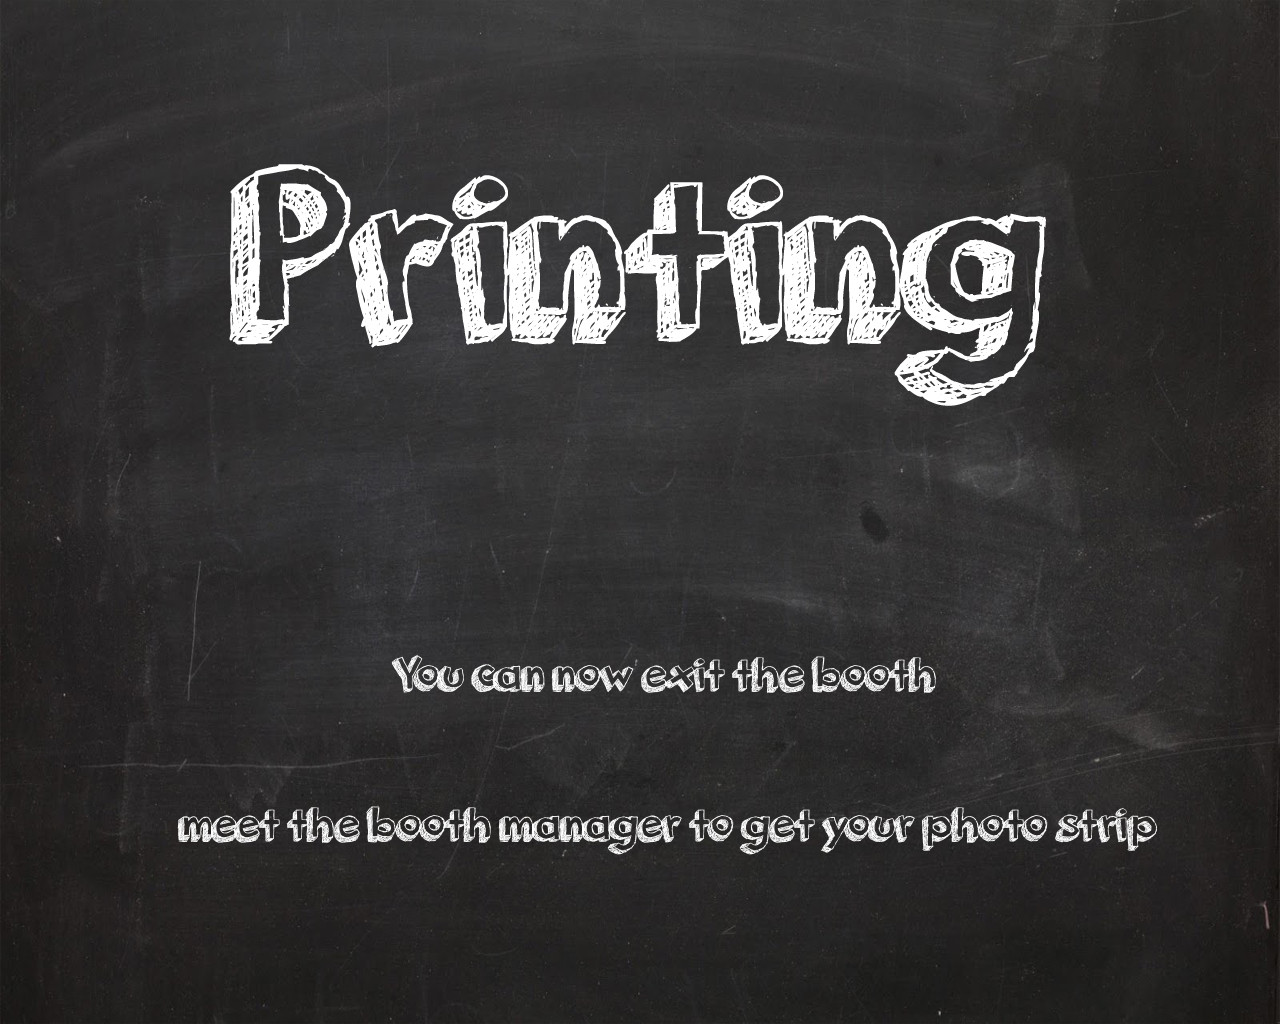 Printing
You can now exit the booth
meet the booth manager to get your photo strip